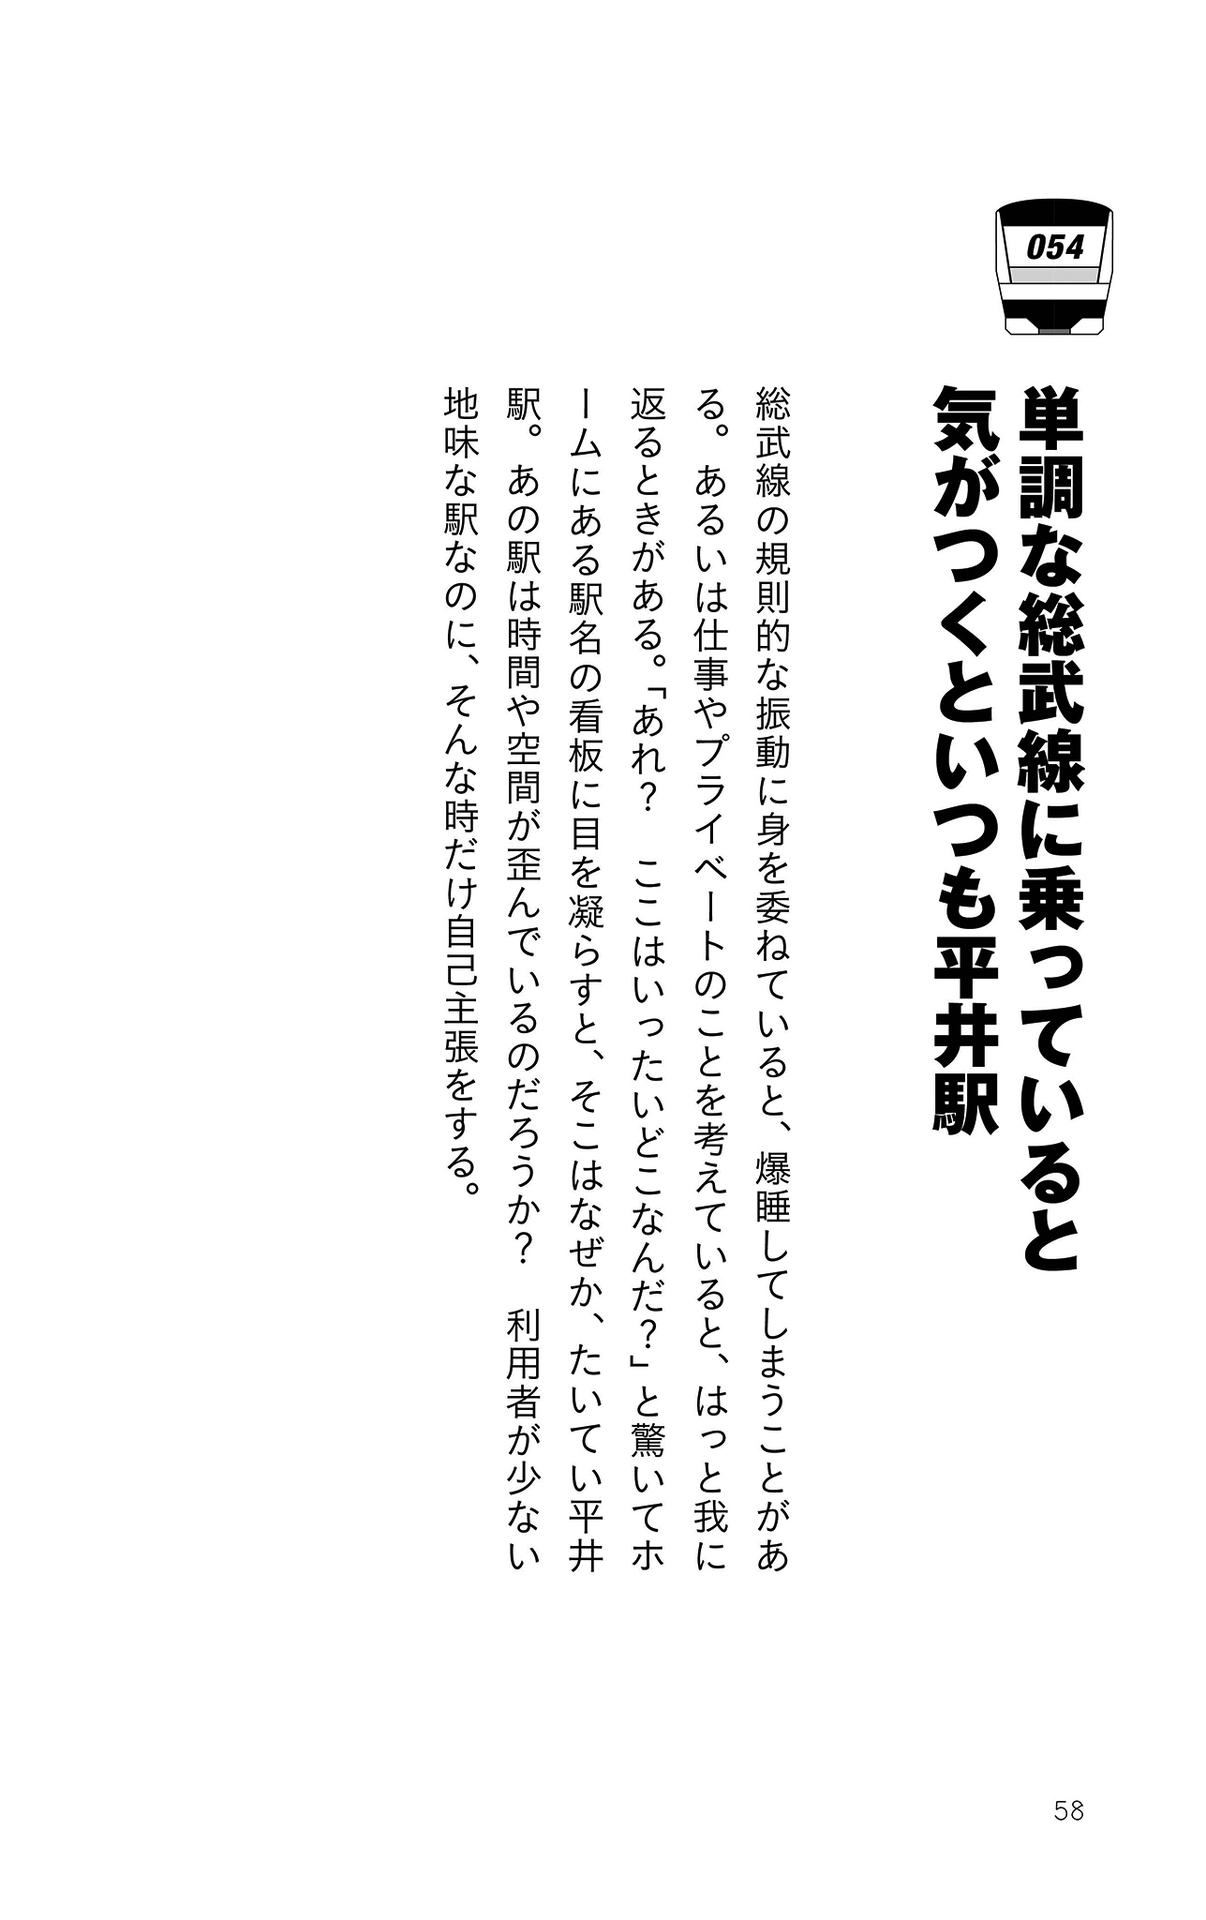 054
単調な総武線に乗っていると
気がつくといつも平井駅
総武線の規則的な振動に身を委ねていると、爆睡してしまうことがあ
る。あるいは仕事やプライベートのことを考えていると、はっと我に
返るときがある。「あれ？　ここはいったいどこなんだ？」と驚いてホ
ームにある駅名の看板に目を凝らすと、そこはなぜか、たいてい平井
駅。あの駅は時間や空間が歪んでいるのだろうか？　利用者が少ない
地味な駅なのに、そんな時だけ自己主張をする。
58